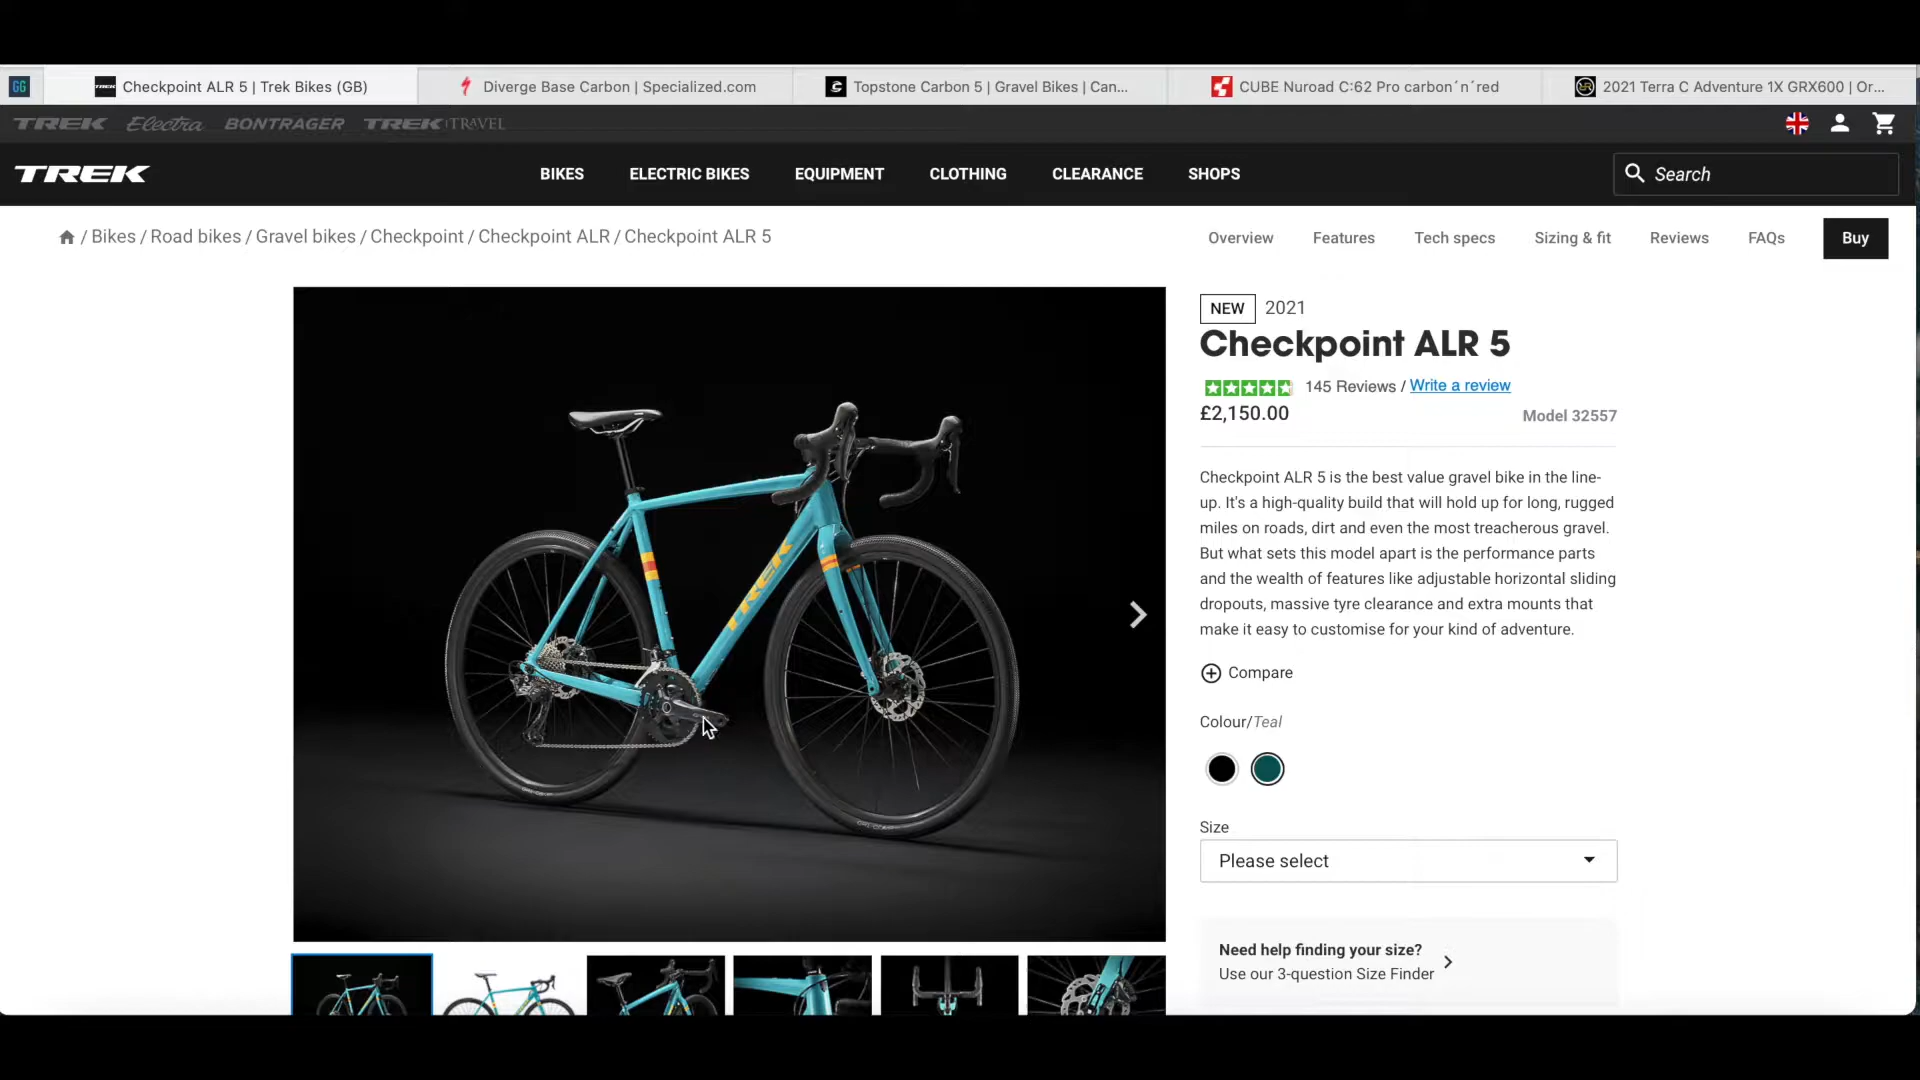 GG
Checkpoint ALR 5 | Trek Bikes (GB)
Diverge Base Carbon | Specialized.com
Topstone Carbon 5 | Gravel Bikes | Can...
CUBE Nuroad C:62 Pro carbon´n´red
2021 Terra C Adventure 1X GRX600 | Or...
TREK Electra BONTRAGER TREK TRAVEL
TREK
BIKES ELECTRIC BIKES EQUIPMENT CLOTHING CLEARANCE SHOPS
Search
/ Bikes / Road bikes / Gravel bikes / Checkpoint / Checkpoint ALR / Checkpoint ALR 5
Overview Features Tech specs Sizing & fit Reviews FAQs Buy
TREK
NEW 2021
Checkpoint ALR 5
145 Reviews / Write a review
£2,150.00
Model 32557
Checkpoint ALR 5 is the best value gravel bike in the line-
up. It's a high-quality build that will hold up for long, rugged
miles on roads, dirt and even the most treacherous gravel.
But what sets this model apart is the performance parts
and the wealth of features like adjustable horizontal sliding
dropouts, massive tyre clearance and extra mounts that
make it easy to customise for your kind of adventure.
Compare
Colour/Teal
Size
Please select
Need help finding your size?
Use our 3-question Size Finder